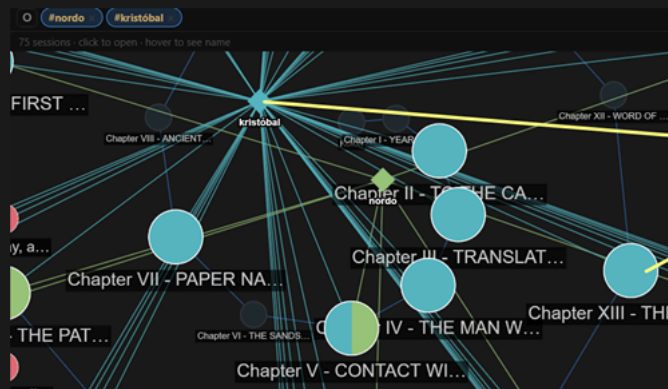 #nordo ×
#kristóbal ×
75 sessions · click to open · hover to see name
FIRST ...
kristóbal
Chapter XII - WORD OF ...
Chapter VIII - ANCIENT...
Chapter I - YEAR
Chapter II - TO THE CA...
nordo
y, a...
Chapter III - TRANSLAT...
Chapter VII - PAPER NA...
Chapter XIII - THE
- THE PAT...
Chapter VI - THE SANDS...
IV - THE MAN W...
Chapter V - CONTACT WI...